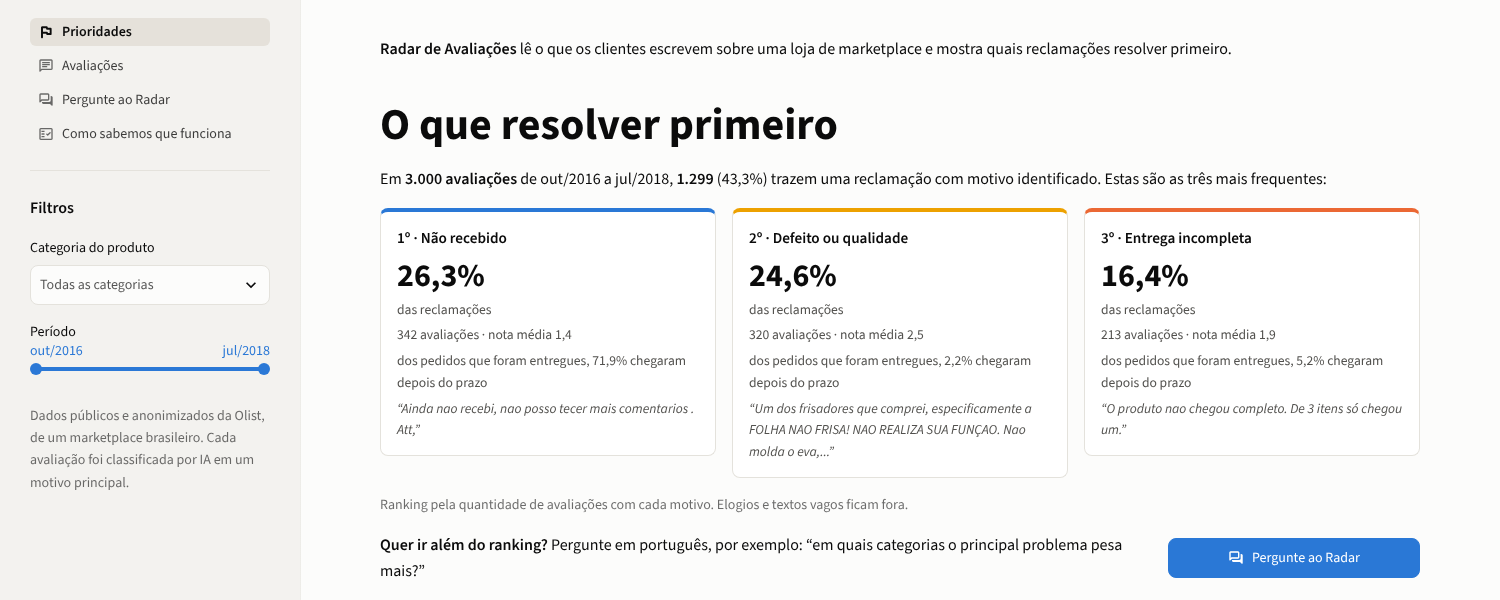 Prioridades
Avaliações
Pergunte ao Radar
Como sabemos que funciona
Filtros
Categoria do produto
Todas as categorias
Período
out/2016 jul/2018
Dados públicos e anonimizados da Olist,
de um marketplace brasileiro. Cada
avaliação foi classificada por IA em um
motivo principal.
Radar de Avaliações lê o que os clientes escrevem sobre uma loja de marketplace e mostra quais reclamações resolver primeiro.
O que resolver primeiro
Em 3.000 avaliações de out/2016 a jul/2018, 1.299 (43,3%) trazem uma reclamação com motivo identificado. Estas são as três mais frequentes:
1º · Não recebido
26,3%
das reclamações
342 avaliações · nota média 1,4
dos pedidos que foram entregues, 71,9% chegaram
depois do prazo
“Ainda nao recebi, nao posso tecer mais comentarios .
Att,”
2º · Defeito ou qualidade
24,6%
das reclamações
320 avaliações · nota média 2,5
dos pedidos que foram entregues, 2,2% chegaram
depois do prazo
“Um dos frisadores que comprei, especificamente a
FOLHA NAO FRISA! NAO REALIZA SUA FUNÇAO. Nao
molda o eva,...”
3º · Entrega incompleta
16,4%
das reclamações
213 avaliações · nota média 1,9
dos pedidos que foram entregues, 5,2% chegaram
depois do prazo
“O produto nao chegou completo. De 3 itens só chegou
um.”
Ranking pela quantidade de avaliações com cada motivo. Elogios e textos vagos ficam fora.
Quer ir além do ranking? Pergunte em português, por exemplo: “em quais categorias o principal problema pesa
mais?”
Pergunte ao Radar